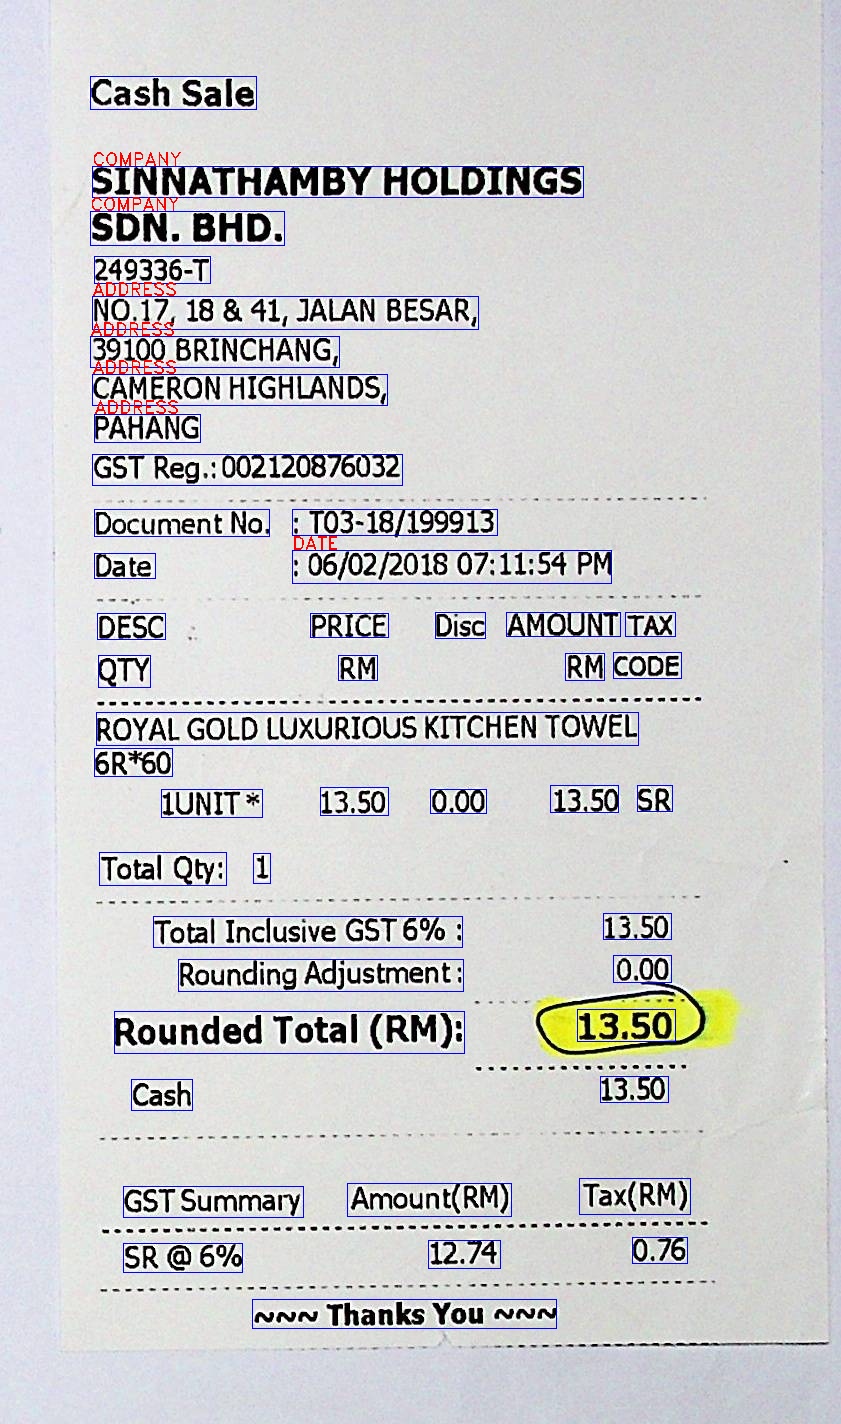 Cash Sale
COMPANY
SINNATHAMBY HOLDINGS
COMPANY
SDN. BHD.
249336-T
ADDRESS
NO.17, 18 & 41, JALAN BESAR,
ADDRESS
39100 BRINCHANG,
ADDRESS
CAMERON HIGHLANDS,
ADDRESS
PAHANG
GST Reg.: 002120876032
Document No. : T03-18/199913
DATE
Date : 06/02/2018 07:11:54 PM
DESC PRICE Disc AMOUNT TAX
QTY RM RM CODE
ROYAL GOLD LUXURIOUS KITCHEN TOWEL
6R*60
1UNIT * 13.50 0.00 13.50 SR
Total Qty: 1
Total Inclusive GST 6% : 13.50
Rounding Adjustment : 0.00
Rounded Total (RM): 13.50
Cash 13.50
GST Summary Amount(RM) Tax(RM)
SR @ 6% 12.74 0.76
~~~ Thanks You ~~~